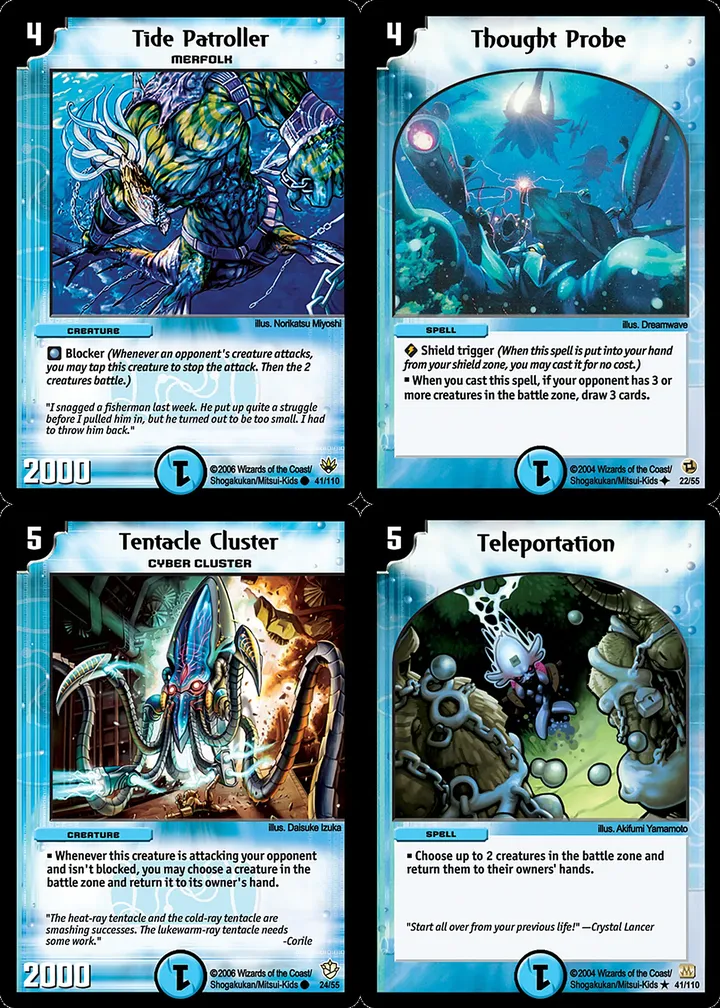 4
Tide Patroller
MERFOLK
illus. Norikatsu Miyoshi
CREATURE
Blocker (Whenever an opponent's creature attacks,
you may tap this creature to stop the attack. Then the 2
creatures battle.)
"I snagged a fisherman last week. He put up quite a struggle
before I pulled him in, but he turned out to be too small. I had
to throw him back."
2000
©2006 Wizards of the Coast/
Shogakukan/Mitsui-Kids ● 41/110
4
Thought Probe
illus. Dreamwave
SPELL
Shield trigger (When this spell is put into your hand
from your shield zone, you may cast it for no cost.)
▪ When you cast this spell, if your opponent has 3 or
more creatures in the battle zone, draw 3 cards.
©2004 Wizards of the Coast/
Shogakukan/Mitsui-Kids ✦ 22/55
5
Tentacle Cluster
CYBER CLUSTER
illus. Daisuke Izuka
CREATURE
▪ Whenever this creature is attacking your opponent
and isn't blocked, you may choose a creature in the
battle zone and return it to its owner's hand.
"The heat-ray tentacle and the cold-ray tentacle are
smashing successes. The lukewarm-ray tentacle needs
some work." -Corile
2000
©2006 Wizards of the Coast/
Shogakukan/Mitsui-Kids ● 24/55
5
Teleportation
illus. Akifumi Yamamoto
SPELL
▪ Choose up to 2 creatures in the battle zone and
return them to their owners' hands.
"Start all over from your previous life!" —Crystal Lancer
©2004 Wizards of the Coast/
Shogakukan/Mitsui-Kids ★ 41/110